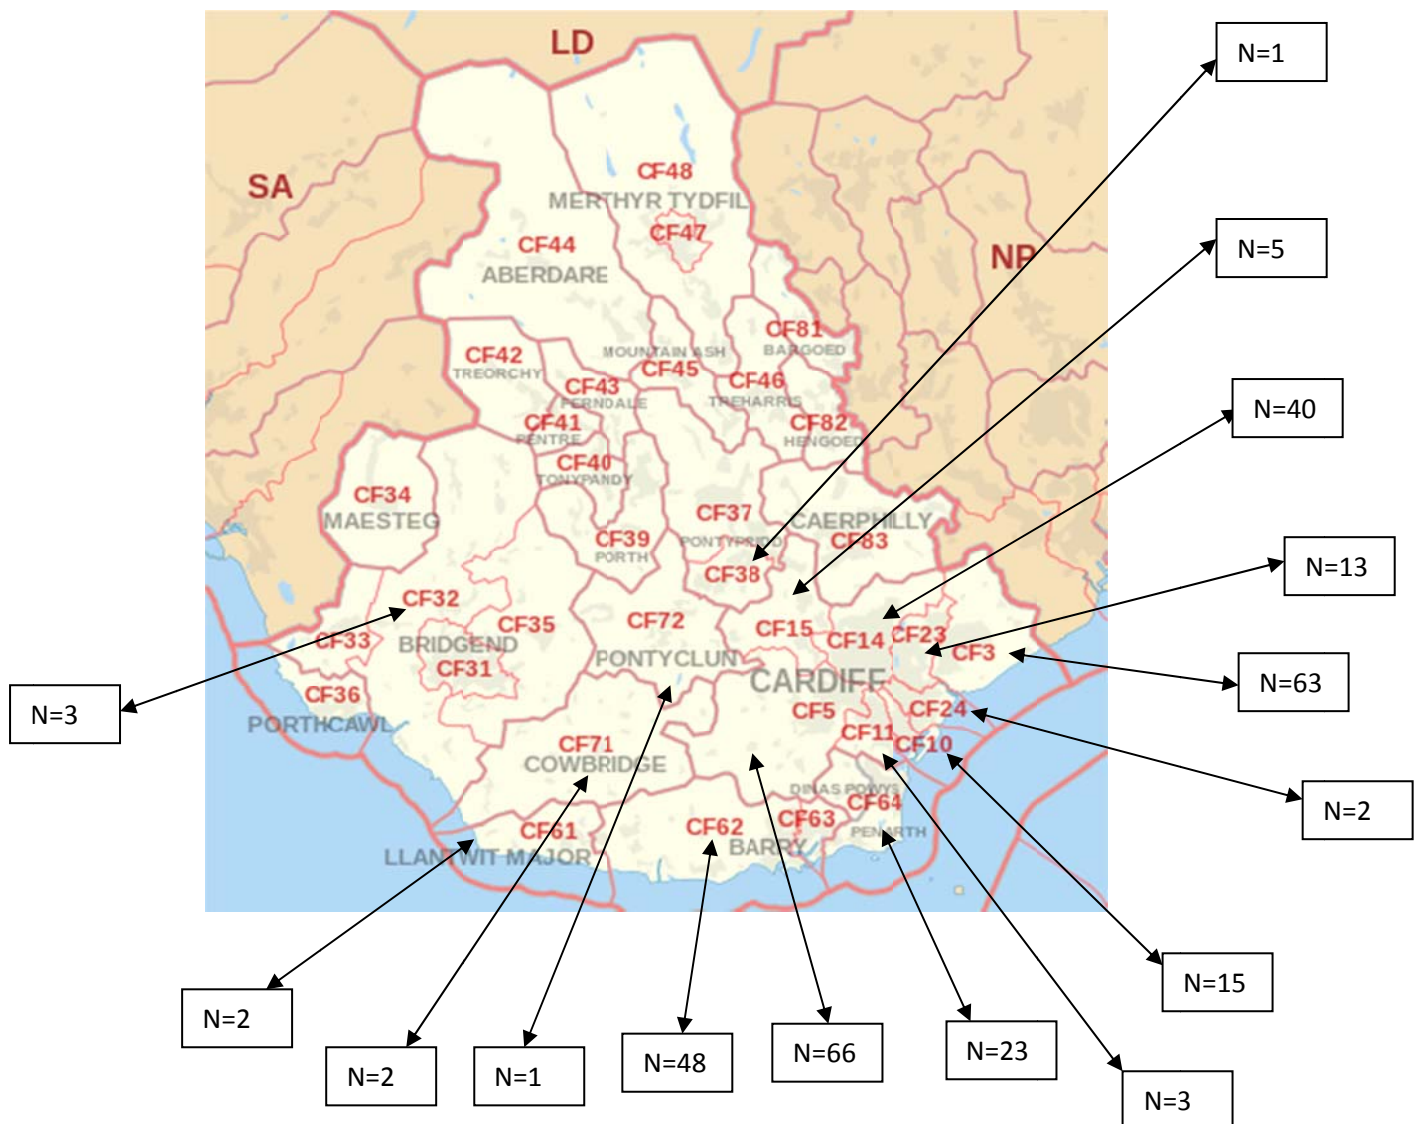 LD
N=1
CF48
SA
MERTHYR TYDFIL
CF47
CF44
N=5
NP
ABERDARE
CF81
BARGOED
MOUNTAIN ASH
CF42
TREORCHY
CF45
CF43
FERNDALE
CF46
TREHARRIS
N=40
CF41
PENTRE
CF82
HENGOED
CF40
TONYPANDY
CF34
MAESTEG
CF37
CAERPHILLY
PONTYPRIDD
CF83
CF39
PORTH
CF38
N=13
CF32
CF35
CF72
CF15
CF14
CF23
CF33
BRIDGEND
CF3
CF31
PONTYCLUN
CARDIFF
N=63
CF36
N=3
PORTHCAWL
CF5
CF24
CF11
CF10
CF71
COWBRIDGE
DINAS POWYS
N=2
CF64
CF61
CF62
CF63
PENARTH
BARRY
LLANTWIT MAJOR
N=15
N=2
N=48
N=66
N=23
N=2
N=1
N=3